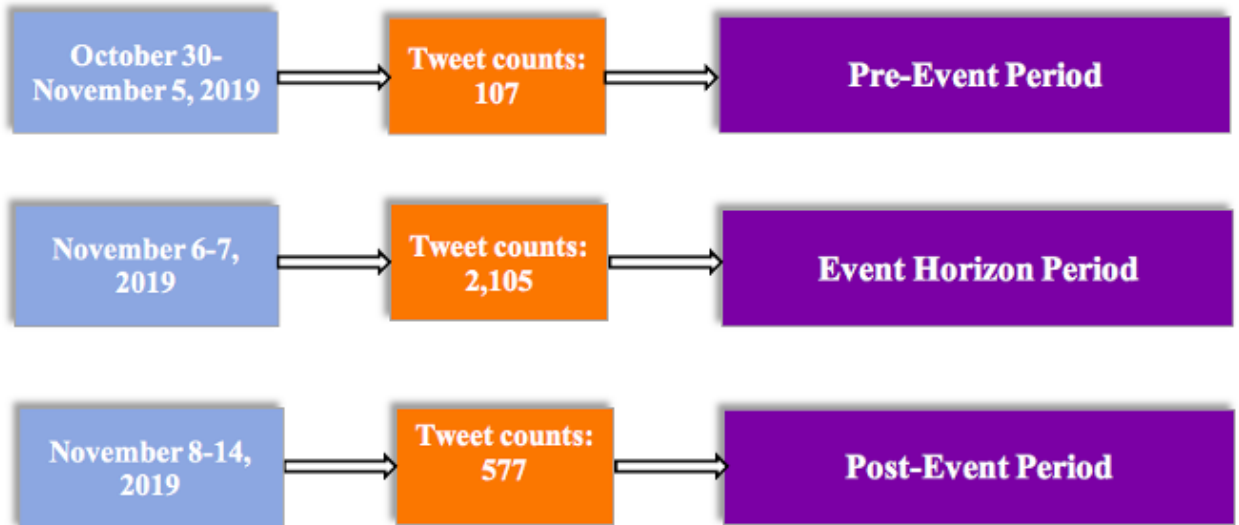 October 30-
November 5, 2019
Tweet counts:
107
Pre-Event Period
November 6-7,
2019
Tweet counts:
2,105
Event Horizon Period
November 8-14,
2019
Tweet counts:
577
Post-Event Period